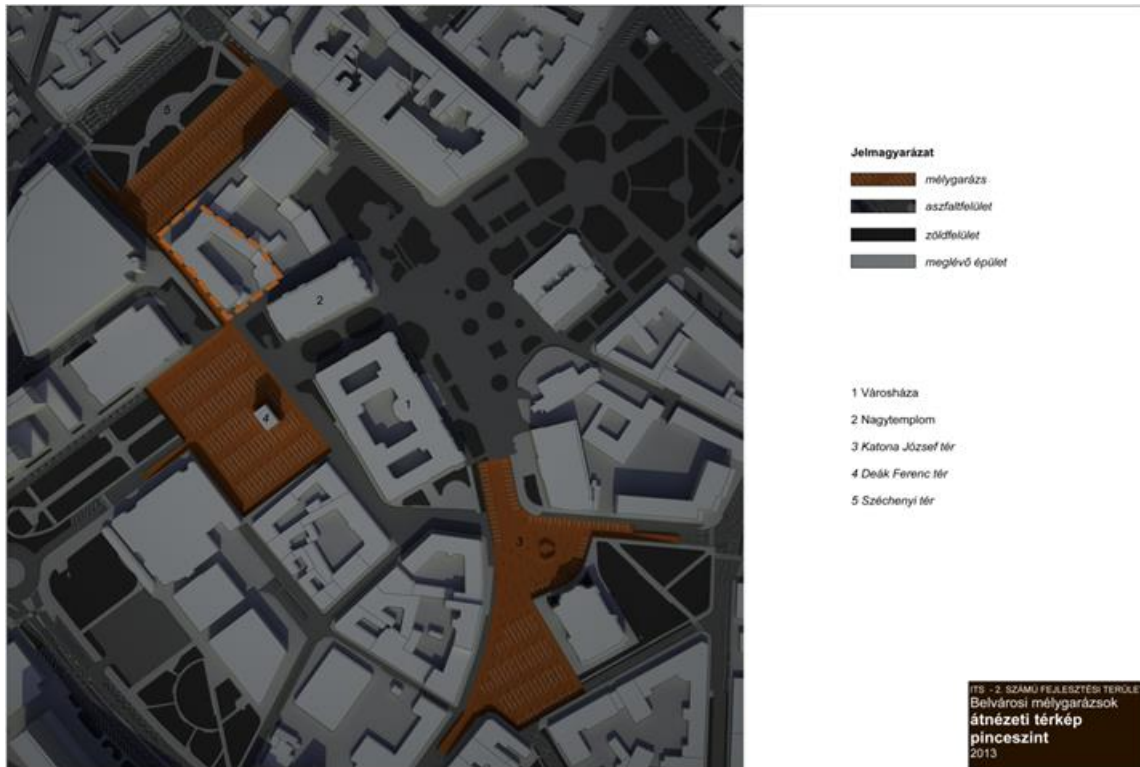 5
2
4
1
3
Jelmagyarázat
mélygarázs
aszfaltfelület
zöldfelület
meglévő épület
1 Városháza
2 Nagytemplom
3 Katona József tér
4 Deák Ferenc tér
5 Széchenyi tér
ITS - 2. SZÁMÚ FEJLESZTÉSI TERÜLE
Belvárosi mélygarázsok
átnézeti térkép
pinceszint
2013